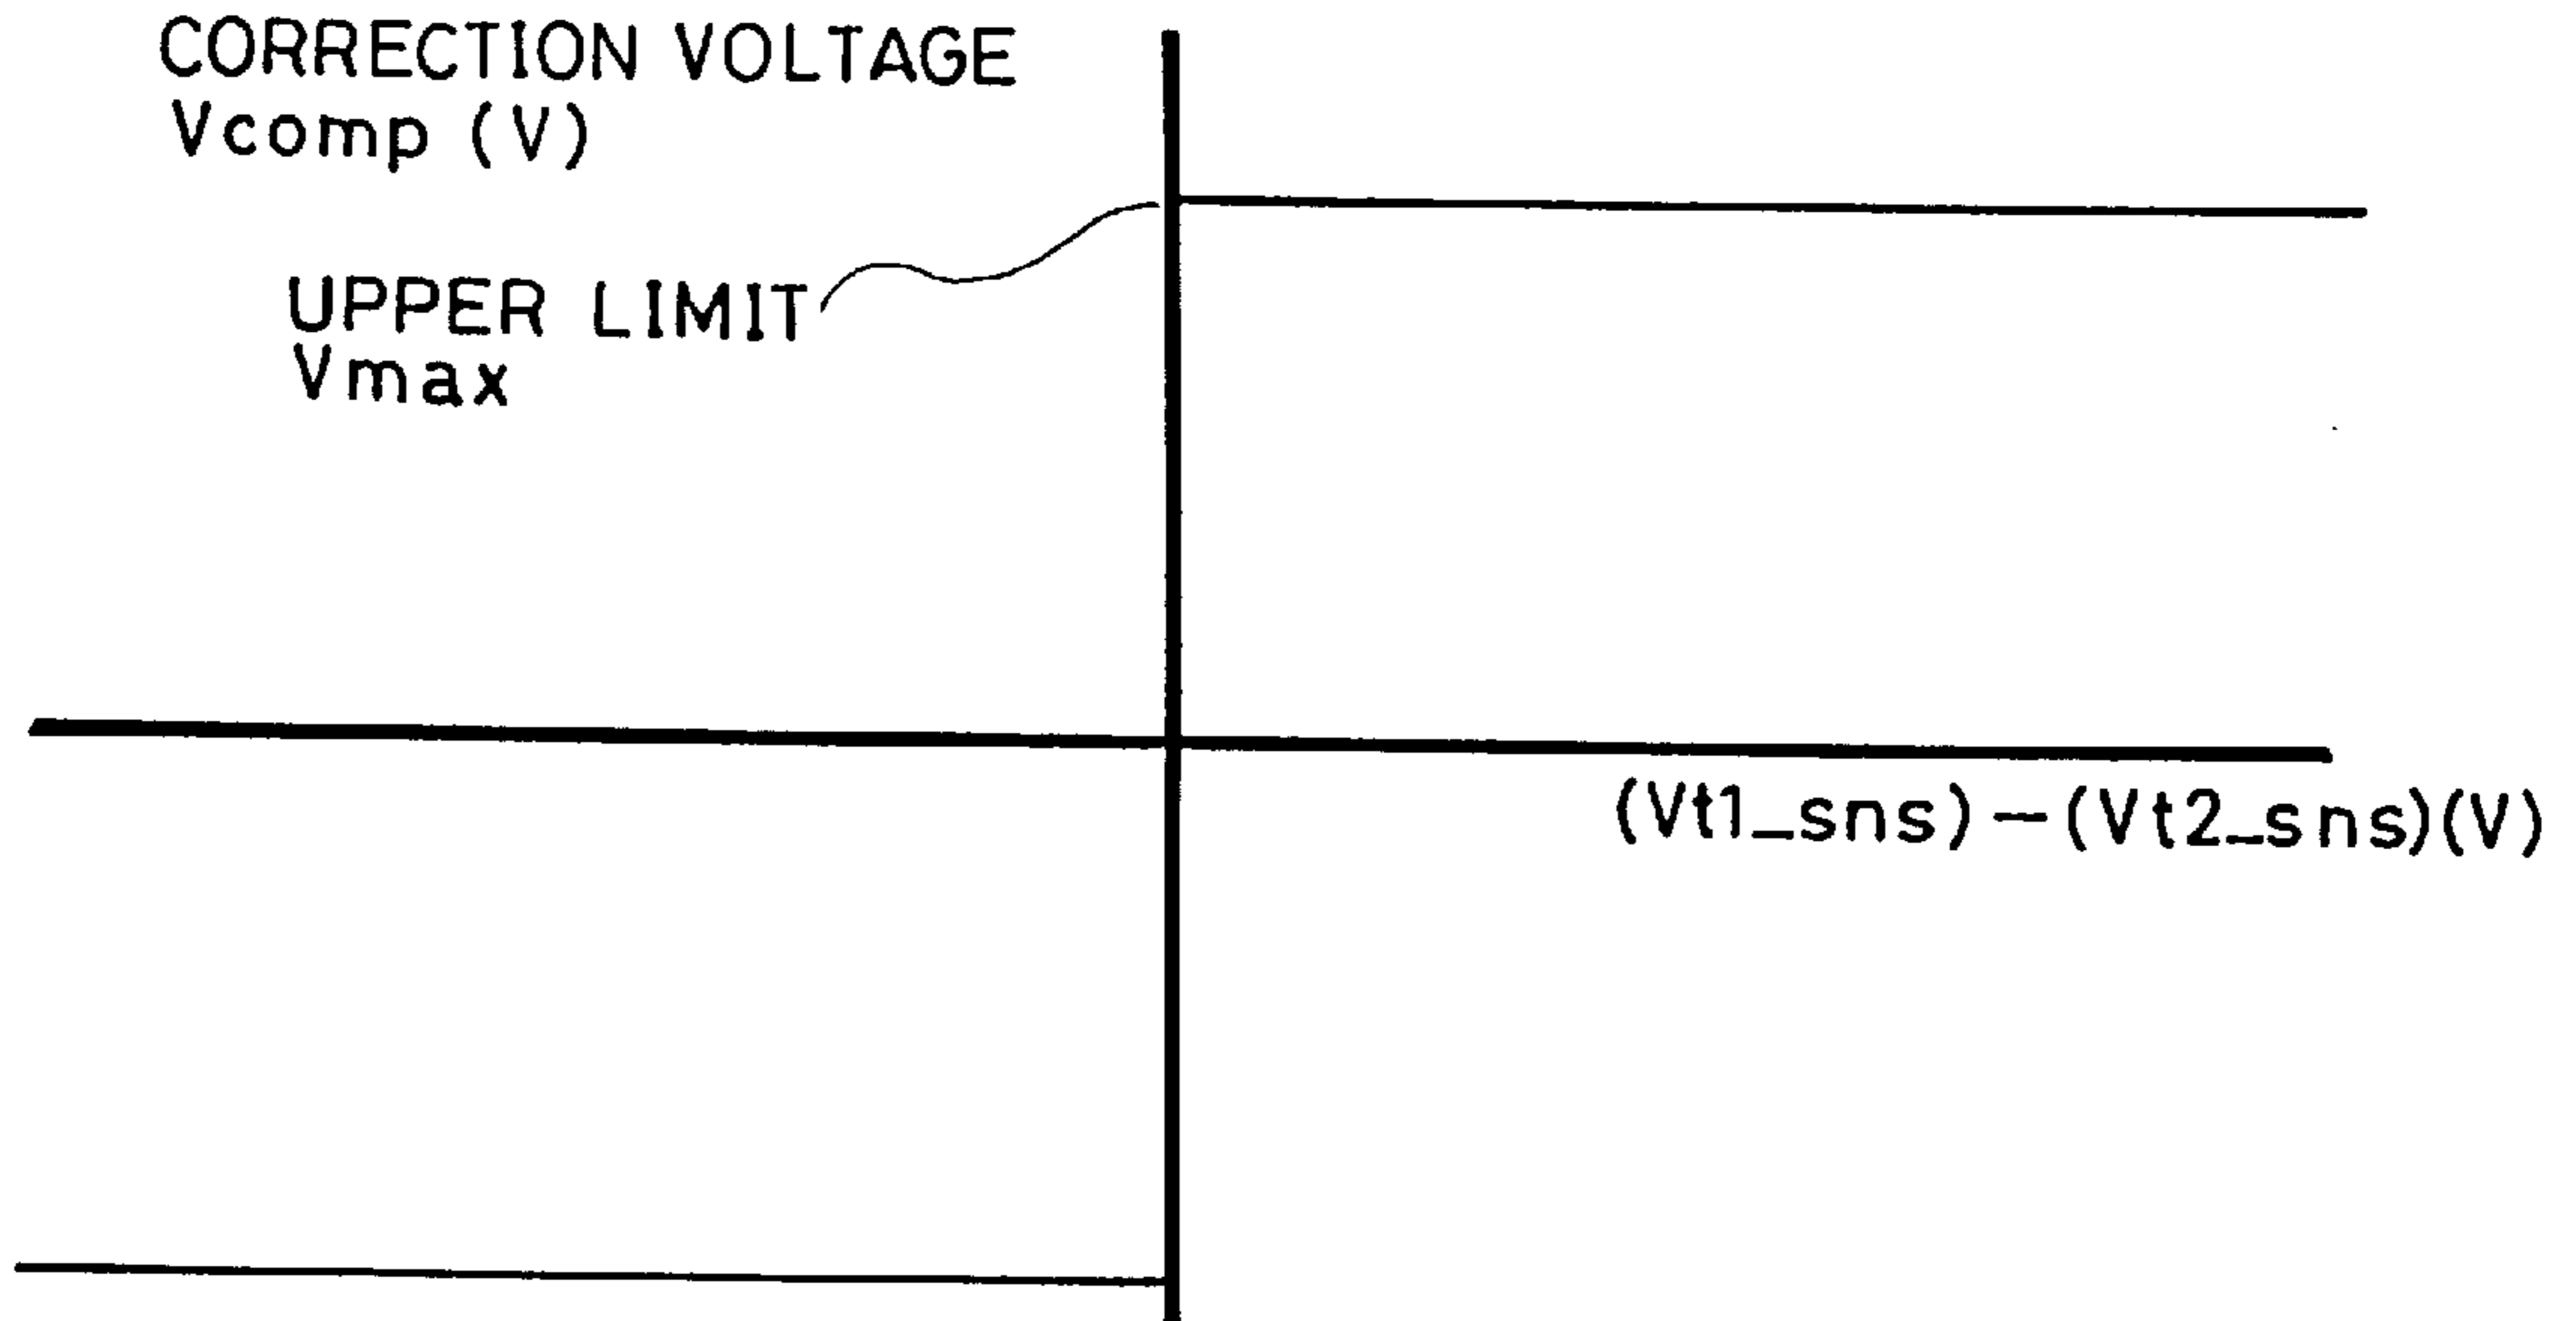 CORRECTION VOLTAGE
Vcomp (V)
UPPER LIMIT
Vmax
(Vt1_sns)-(Vt2_sns)(V)